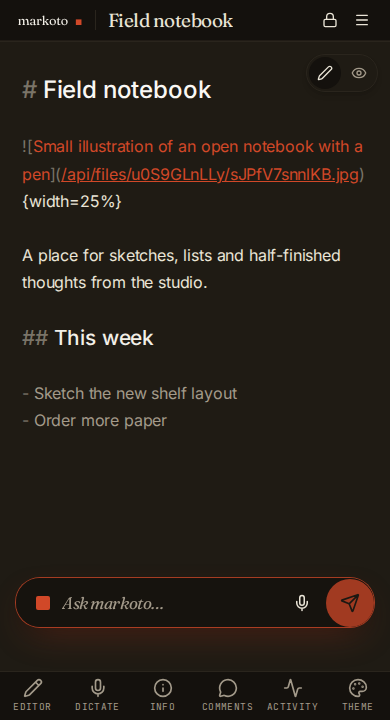 markoto
Field notebook
# Field notebook
![Small illustration of an open notebook with a
pen](/api/files/u0S9GLnLLy/sJPfV7snnIKB.jpg)
{width=25%}
A place for sketches, lists and half-finished
thoughts from the studio.
## This week
- Sketch the new shelf layout
- Order more paper
Ask markoto...
EDITOR DICTATE INFO COMMENTS ACTIVITY THEME